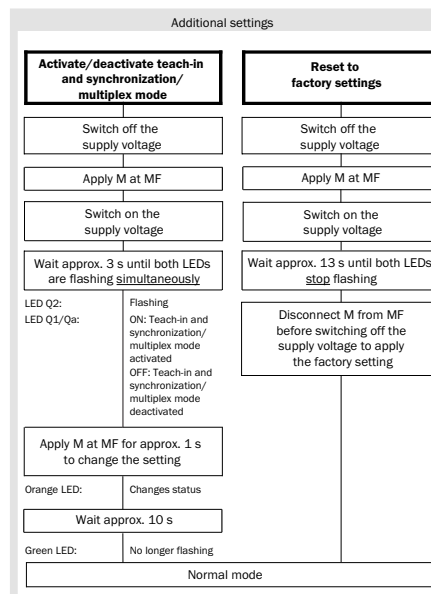 Additional settings
Activate/deactivate teach-in
and synchronization/
multiplex mode
Switch off the
supply voltage
Apply M at MF
Switch on the
supply voltage
Wait approx. 3 s until both LEDs
are flashing simultaneously
LED Q2: Flashing
LED Q1/Qa: ON: Teach-in and
synchronization/
multiplex mode
activated
OFF: Teach-in and
synchronization/
multiplex mode
deactivated
Apply M at MF for approx. 1 s
to change the setting
Orange LED: Changes status
Wait approx. 10 s
Green LED: No longer flashing
Reset to
factory settings
Switch off the
supply voltage
Apply M at MF
Switch on the
supply voltage
Wait approx. 13 s until both LEDs
stop flashing
Disconnect M from MF
before switching off the
supply voltage to apply
the factory setting
Normal mode